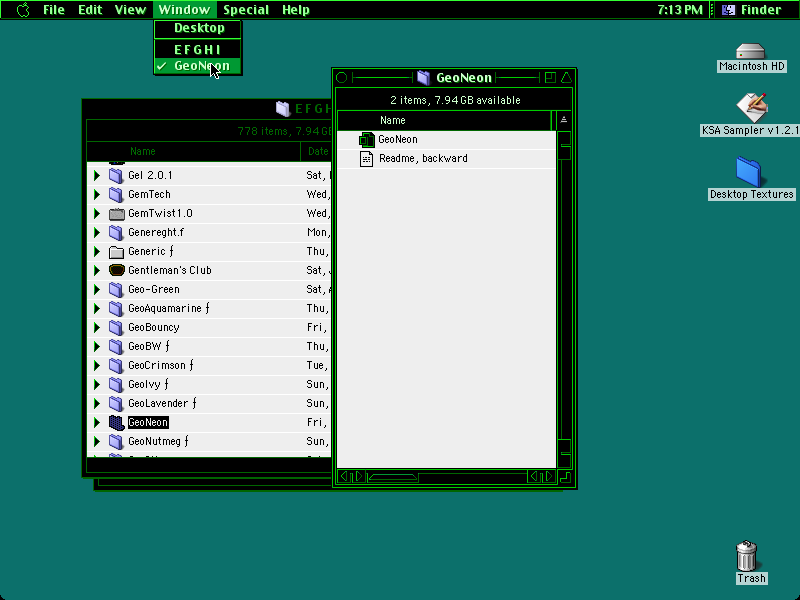 File Edit View Window Special Help 7:13 PM Finder
Desktop
E F G H I
✓ GeoNeon
Macintosh HD
KSA Sampler v1.2.1
Desktop Textures
Trash
E F G H
778 items, 7.94 GB
Name Date
Gel 2.0.1 Sat,
GemTech Wed,
GemTwist1.0 Wed,
Genereght.f Mon,
Generic ƒ Thu,
Gentleman's Club Sat,
Geo-Green Sat,
GeoAquamarine ƒ Thu,
GeoBouncy Fri,
GeoBW ƒ Thu,
GeoCrimson ƒ Tue,
GeoIvy ƒ Sun,
GeoLavender ƒ Sun,
GeoNeon Fri,
GeoNutmeg ƒ Sun,
GeoNeon
2 items, 7.94 GB available
Name
GeoNeon
Readme, backward